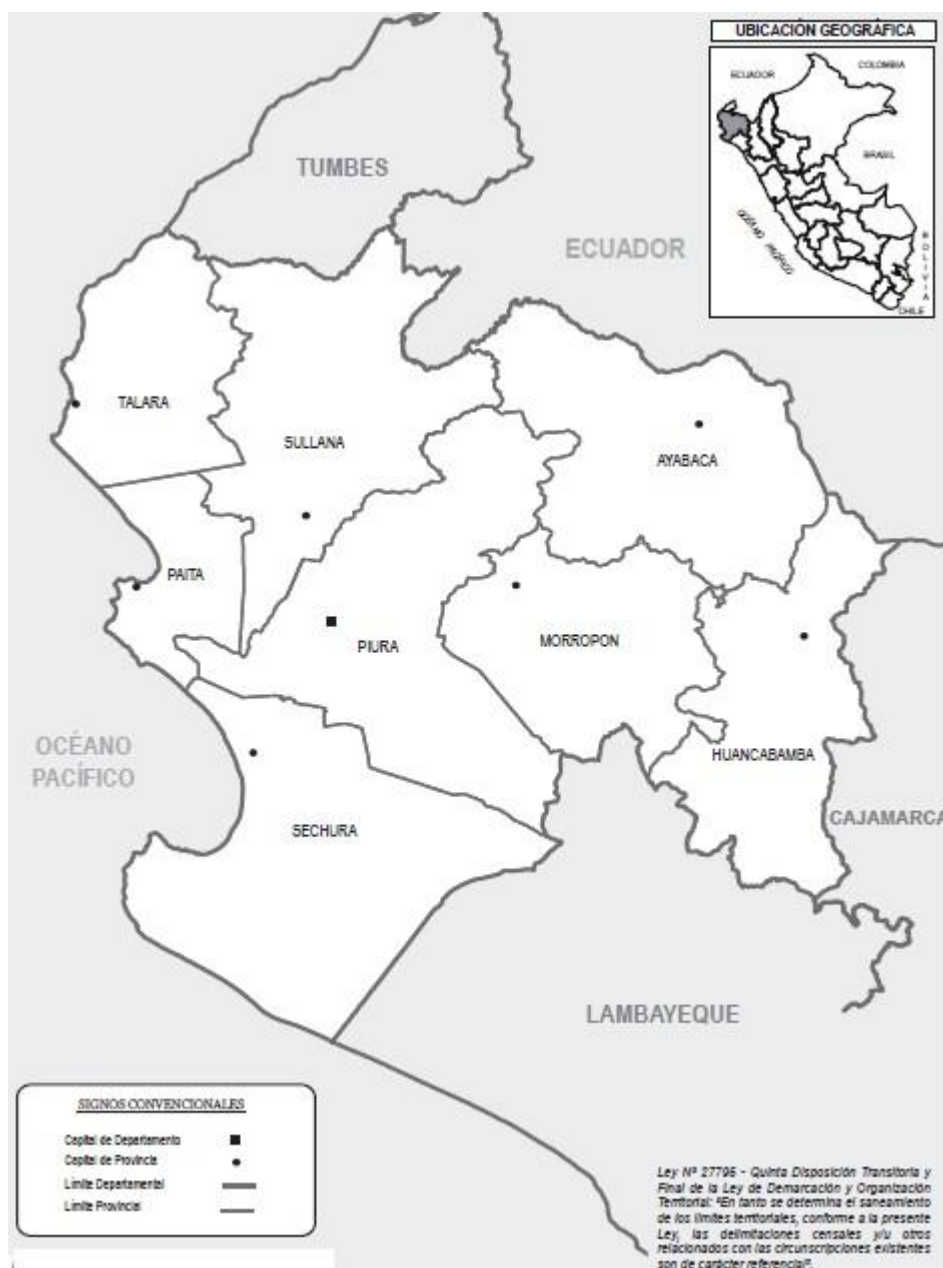 UBICACIÓN GEOGRÁFICA
ECUADOR
COLOMBIA
BRASIL
OCÉANO PACÍFICO
BOLIVIA
CHILE
TUMBES
ECUADOR
TALARA
SULLANA
AYABACA
PAITA
PIURA
MORROPON
HUANCABAMBA
OCÉANO
PACÍFICO
SECHURA
CAJAMARCA
LAMBAYEQUE
SIGNOS CONVENCIONALES
Capital de Departamento
Capital de Provincia
Límite Departamental
Límite Provincial
Ley Nº 27795 - Quinta Disposición Transitoria y
Final de la Ley de Demarcación y Organización
Territorial: "En tanto se determina el saneamiento
de los límites territoriales, conforme a la presente
Ley, las delimitaciones censales y/u otros
relacionados con las circunscripciones existentes
son de carácter referencial".